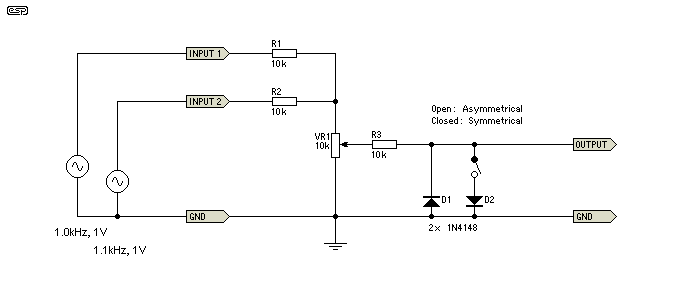 esp
R1
INPUT 1
10k
R2
INPUT 2
10k
Open: Asymmetrical
Closed: Symmetrical
VR1
10k
R3
10k
OUTPUT
D1
D2
GND
GND
2x 1N4148
1.0kHz, 1V
1.1kHz, 1V